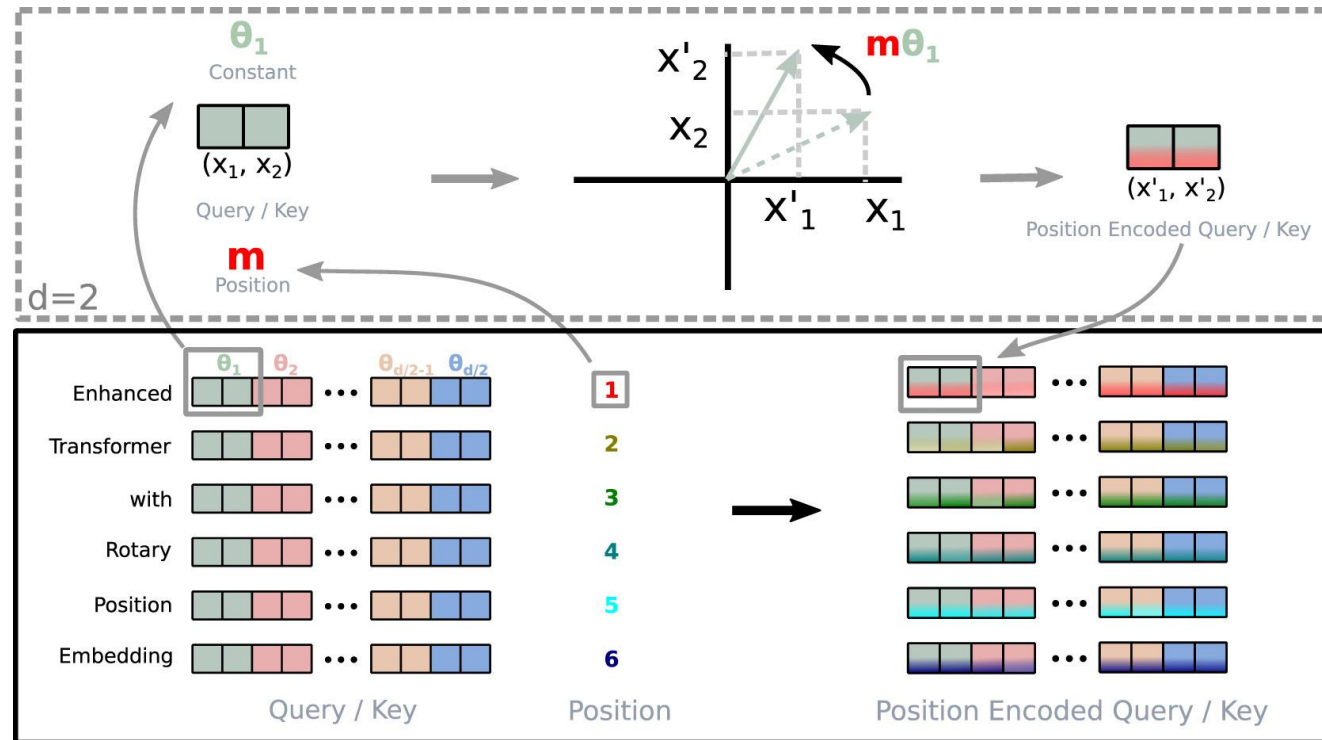 θ1
Constant
(x1, x2)
Query / Key
m
Position
d=2
x'2
x2
x'1
x1
mθ1
(x'1, x'2)
Position Encoded Query / Key
θ1 θ2 θd/2-1 θd/2
Enhanced ••• 1 •••
Transformer ••• 2 •••
with ••• 3 •••
Rotary ••• 4 •••
Position ••• 5 •••
Embedding ••• 6 •••
Query / Key Position Position Encoded Query / Key